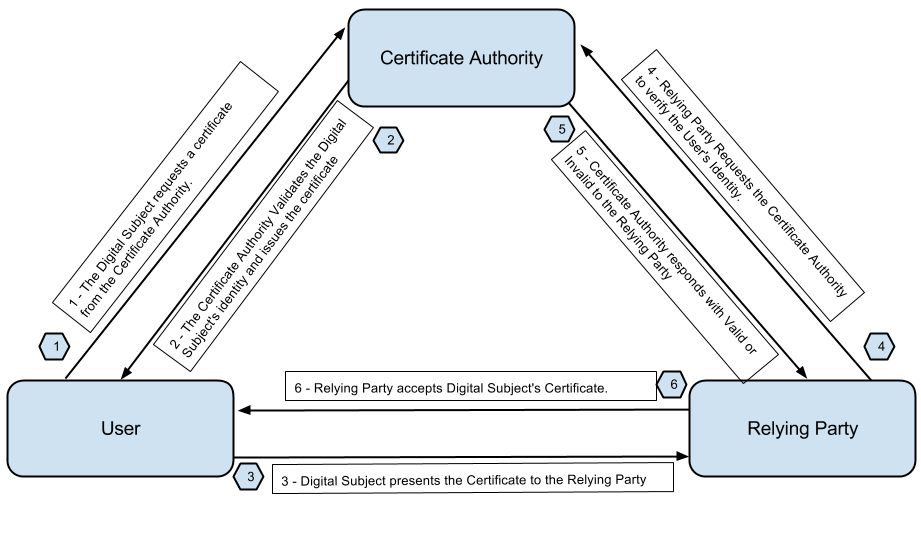 Certificate Authority
1 - The Digital Subject requests a certificate
from the Certificate Authority.
2 - The Certificate Authority Validates the Digital
Subject's identity and issues the certificate
2
5
5 - Certificate Authority responds with Valid or
Invalid to the Relying Party
4 - Relying Party Requests the Certificate Authority
to verify the User's Identity.
1
4
6 - Relying Party accepts Digital Subject's Certificate.
6
User
Relying Party
3
3 - Digital Subject presents the Certificate to the Relying Party